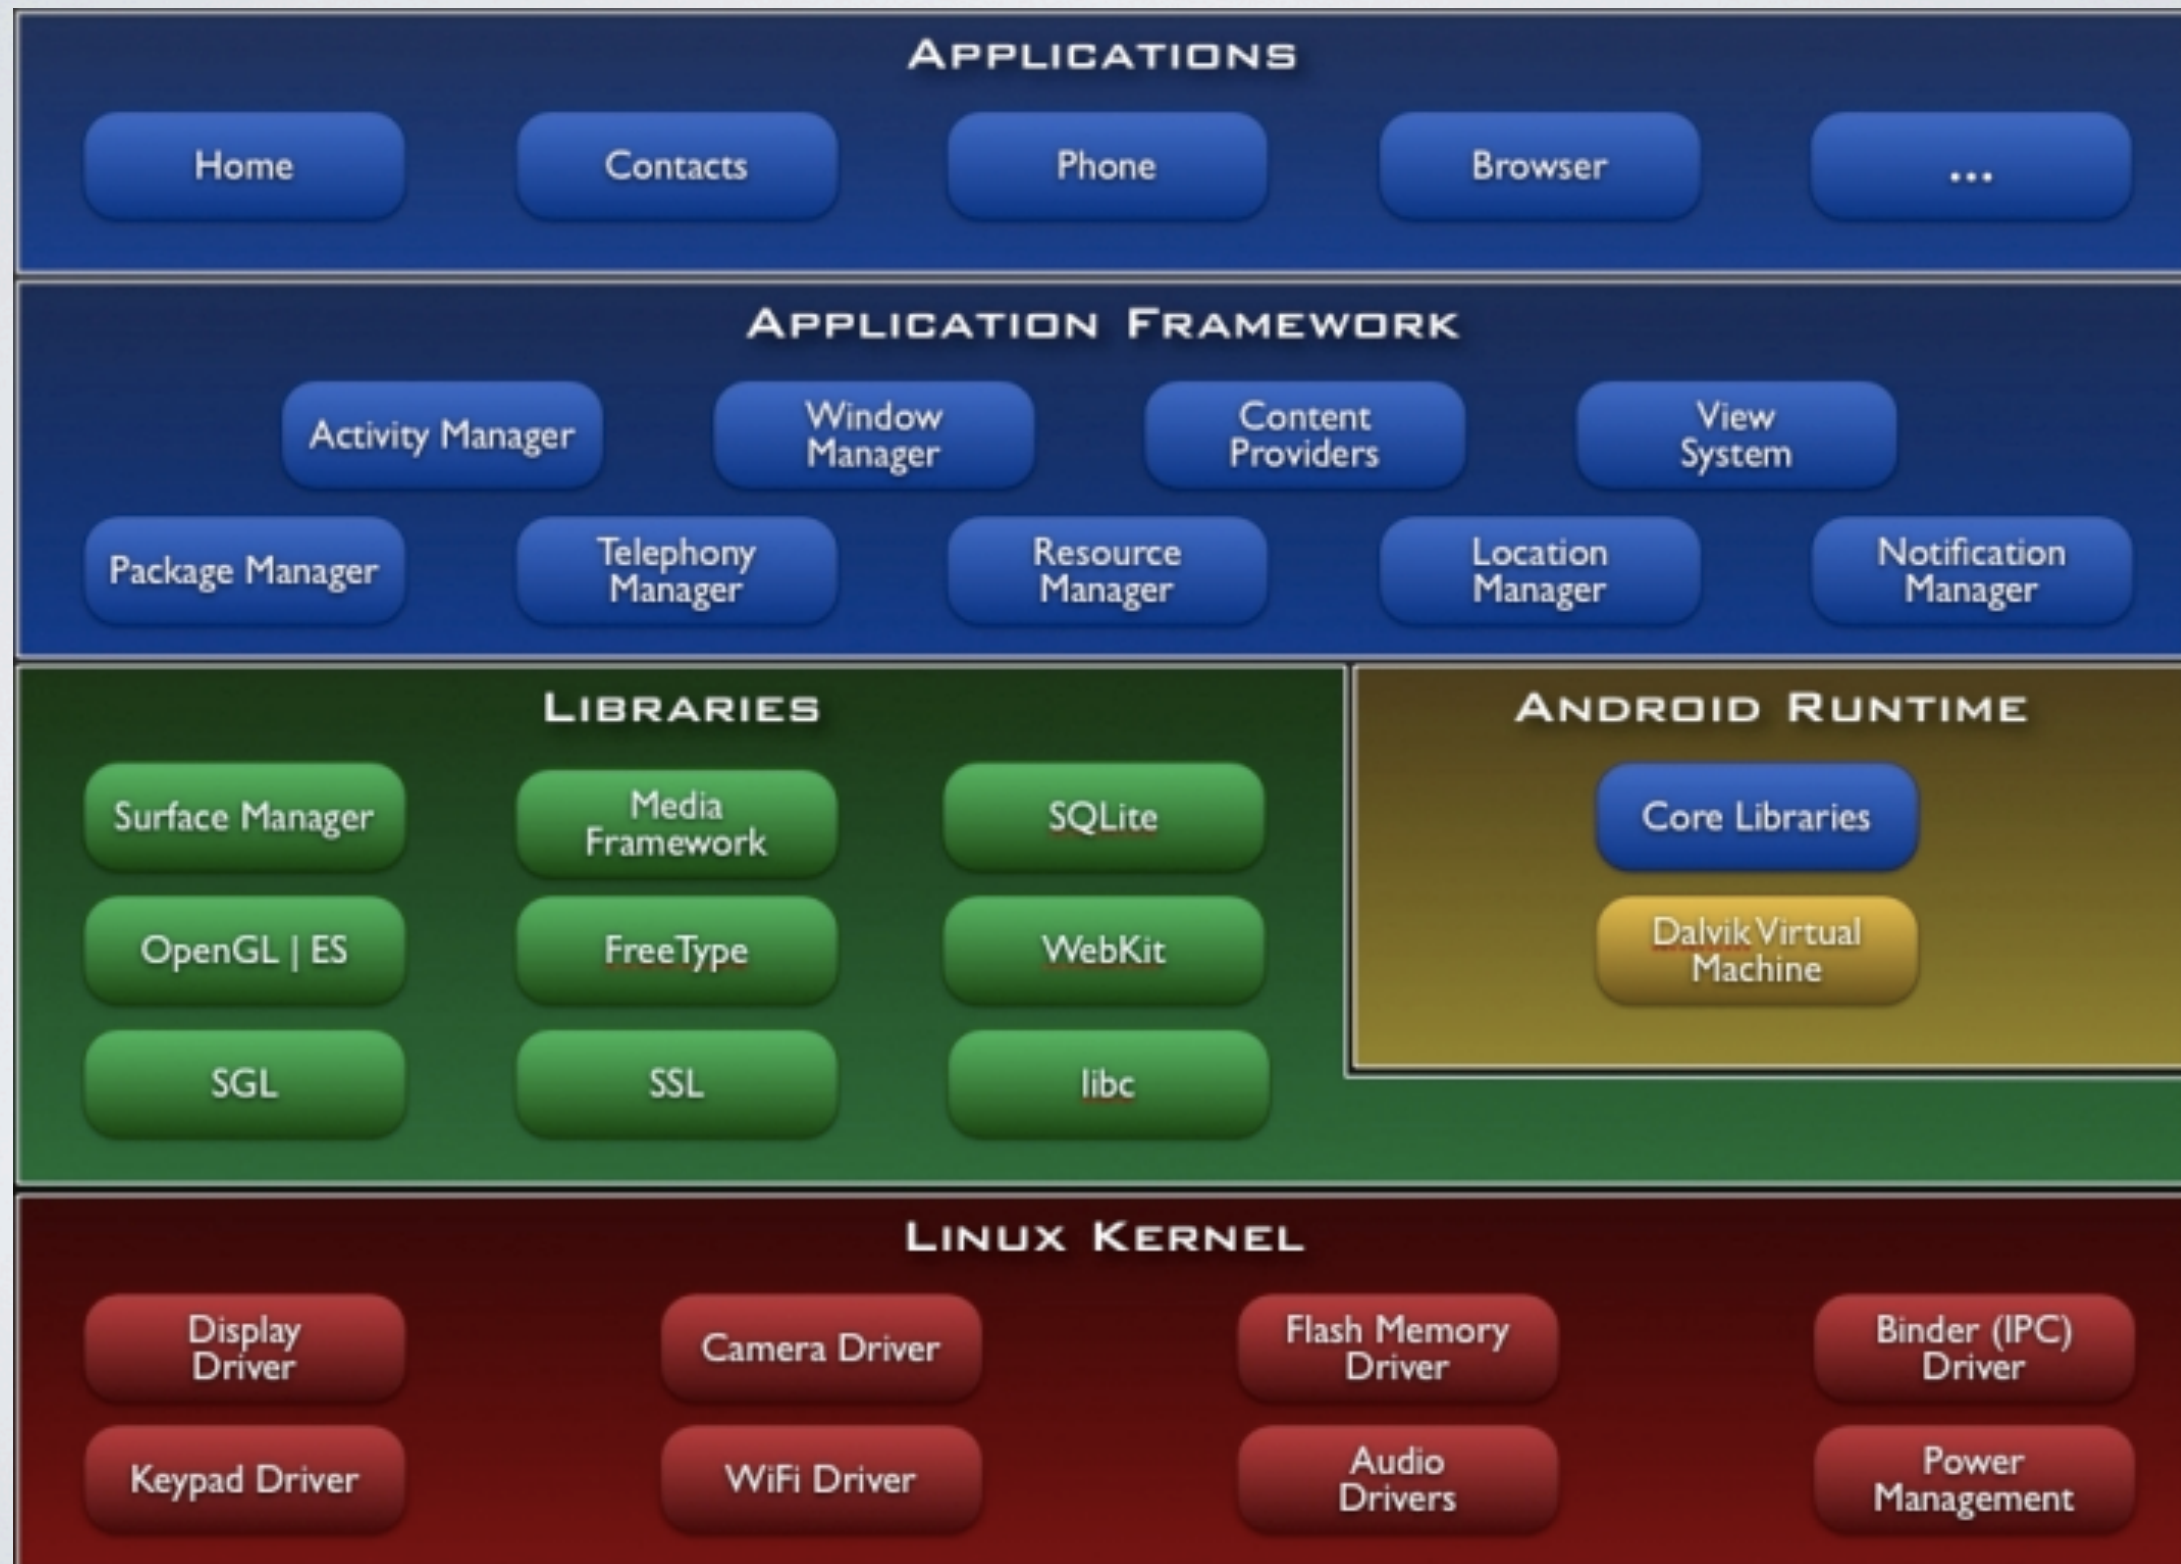 APPLICATIONS
Home
Contacts
Phone
Browser
...
APPLICATION FRAMEWORK
Activity Manager
Window
Manager
Content
Providers
View
System
Package Manager
Telephony
Manager
Resource
Manager
Location
Manager
Notification
Manager
LIBRARIES
Surface Manager
Media
Framework
SQLite
OpenGL | ES
FreeType
WebKit
SGL
SSL
libc
ANDROID RUNTIME
Core Libraries
Dalvik Virtual
Machine
LINUX KERNEL
Display
Driver
Camera Driver
Flash Memory
Driver
Binder (IPC)
Driver
Keypad Driver
WiFi Driver
Audio
Drivers
Power
Management